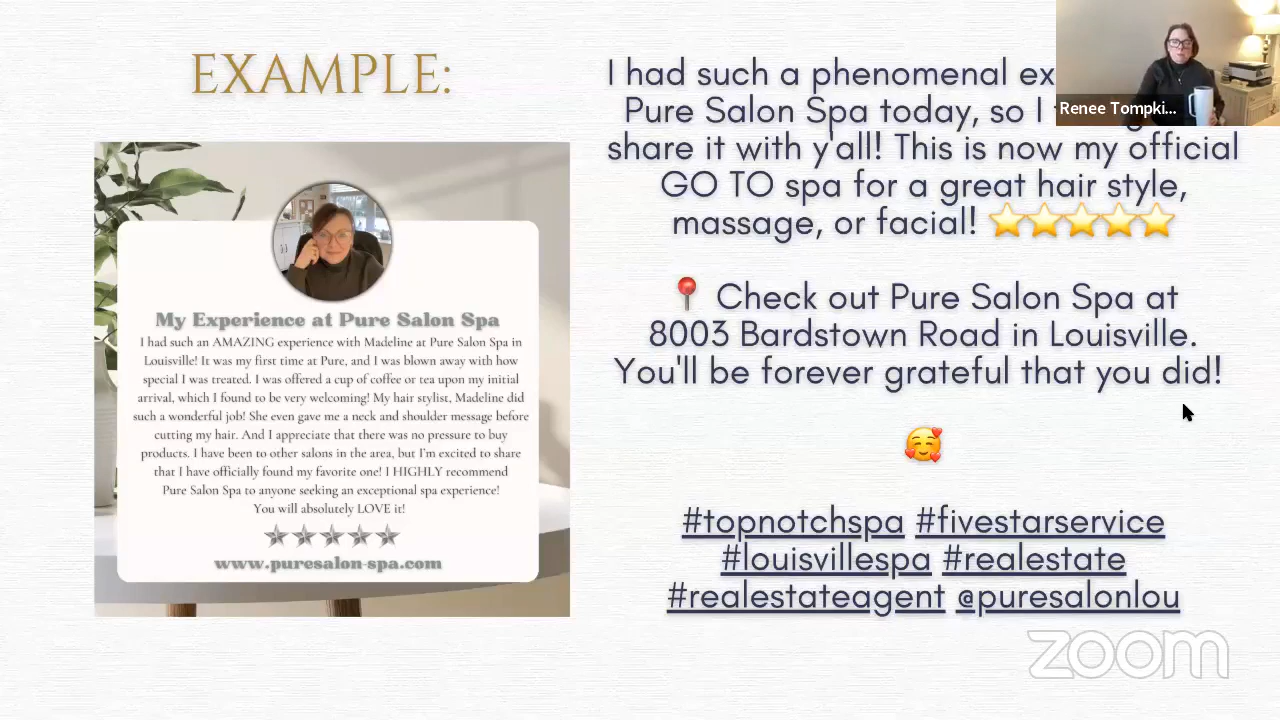 EXAMPLE:
My Experience at Pure Salon Spa
I had such an AMAZING experience with Madeline at Pure Salon Spa in
Louisville! It was my first time at Pure, and I was blown away with how
special I was treated. I was offered a cup of coffee or tea upon my initial
arrival, which I found to be very welcoming! My hair stylist, Madeline did
such a wonderful job! She even gave me a neck and shoulder message before
cutting my hair. And I appreciate that there was no pressure to buy
products. I have been to other salons in the area, but I'm excited to share
that I have officially found my favorite one! I HIGHLY recommend
Pure Salon Spa to anyone seeking an exceptional spa experience!
You will absolutely LOVE it!
www.puresalon-spa.com
I had such a phenomenal ex
Pure Salon Spa today, so I
share it with y'all! This is now my official
GO TO spa for a great hair style,
massage, or facial! ⭐⭐⭐⭐⭐
📍 Check out Pure Salon Spa at
8003 Bardstown Road in Louisville.
You'll be forever grateful that you did!
🥰
#topnotchspa #fivestarservice
#louisvillespa #realestate
#realestateagent @puresalonlou
Renee Tompki...
zoom